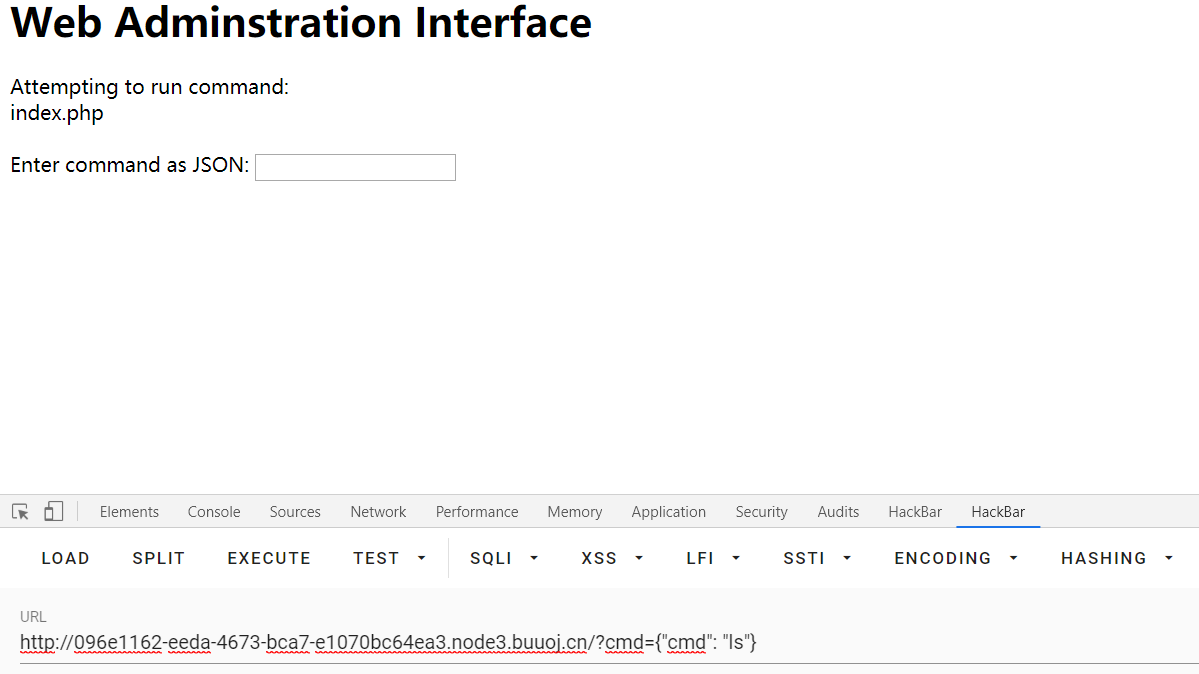 Web Adminstration Interface
Attempting to run command:
index.php
Enter command as JSON:
Elements Console Sources Network Performance Memory Application Security Audits HackBar HackBar
LOAD SPLIT EXECUTE TEST SQLI XSS LFI SSTI ENCODING HASHING
URL
http://096e1162-eeda-4673-bca7-e1070bc64ea3.node3.buuoj.cn/?cmd={"cmd": "ls"}